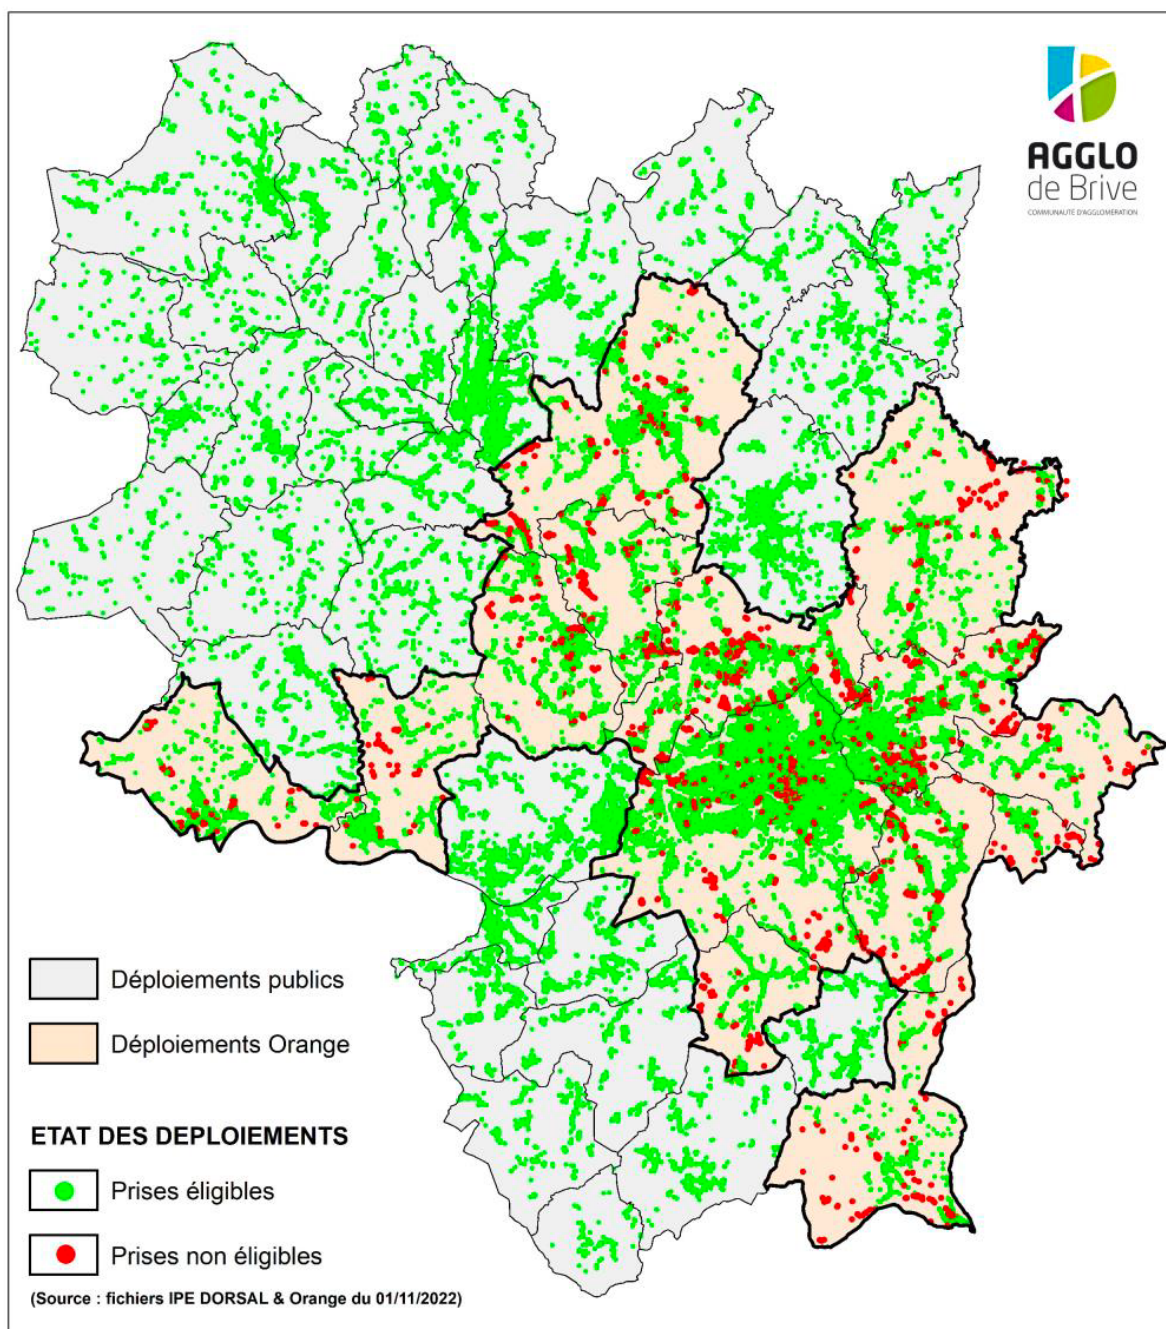 AGGLO
de Brive
COMMUNAUTÉ D'AGGLOMÉRATION
Déploiements publics
Déploiements Orange
ETAT DES DEPLOIEMENTS
Prises éligibles
Prises non éligibles
(Source : fichiers IPE DORSAL & Orange du 01/11/2022)